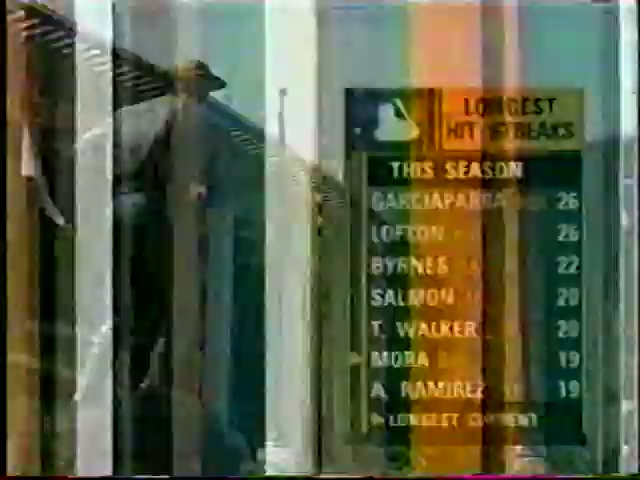 LONGEST
HIT STREAKS
THIS SEASON
GARCIAPARRA 26
LOFTON 26
BYRNES 22
SALMON 20
T. WALKER 20
MORA 19
A. RAMIREZ 19
LONGEST CURRENT